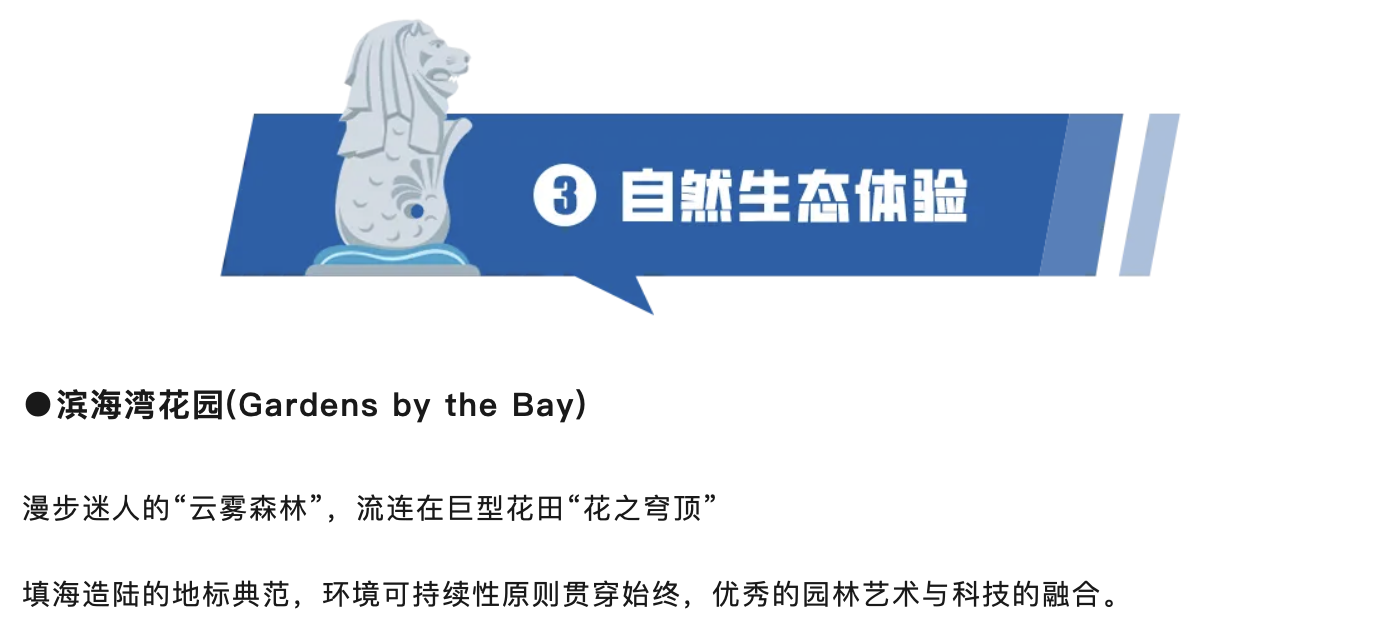 3 自然生态体验
●滨海湾花园(Gardens by the Bay)
漫步迷人的“云雾森林”，流连在巨型花田“花之穹顶”
填海造陆的地标典范，环境可持续性原则贯穿始终，优秀的园林艺术与科技的融合。